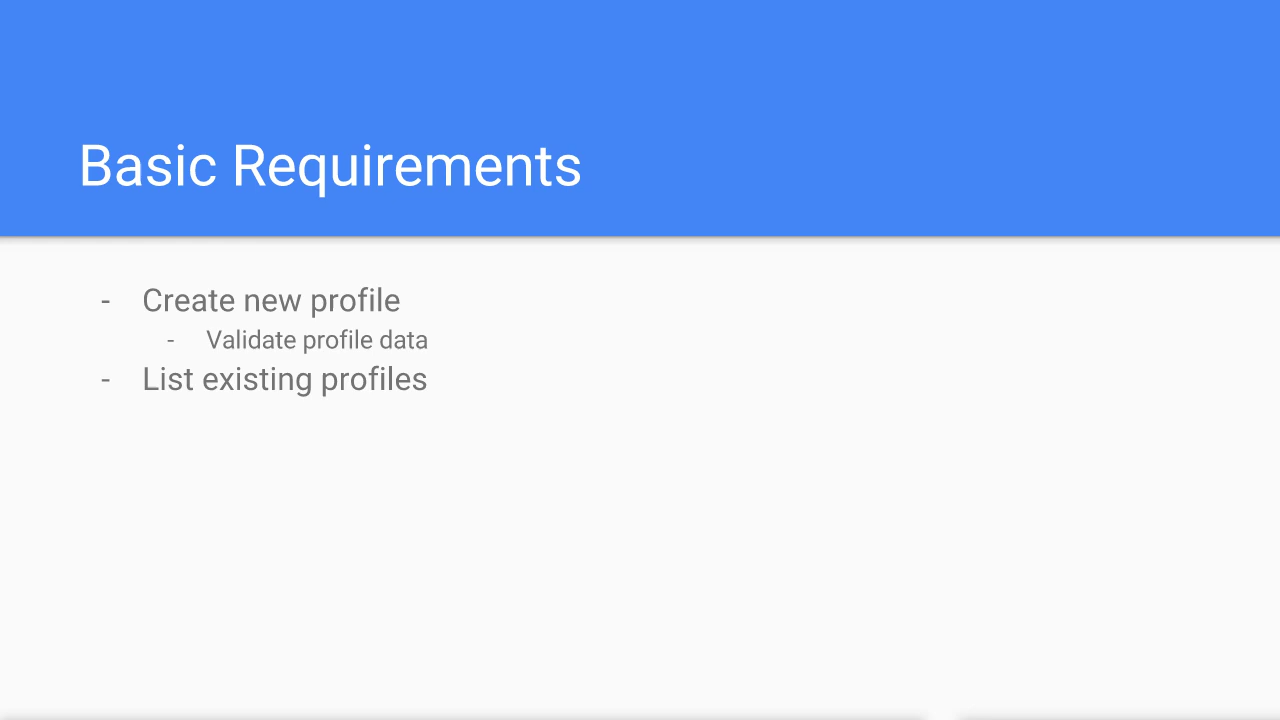 Basic Requirements
- Create new profile
- Validate profile data
- List existing profiles